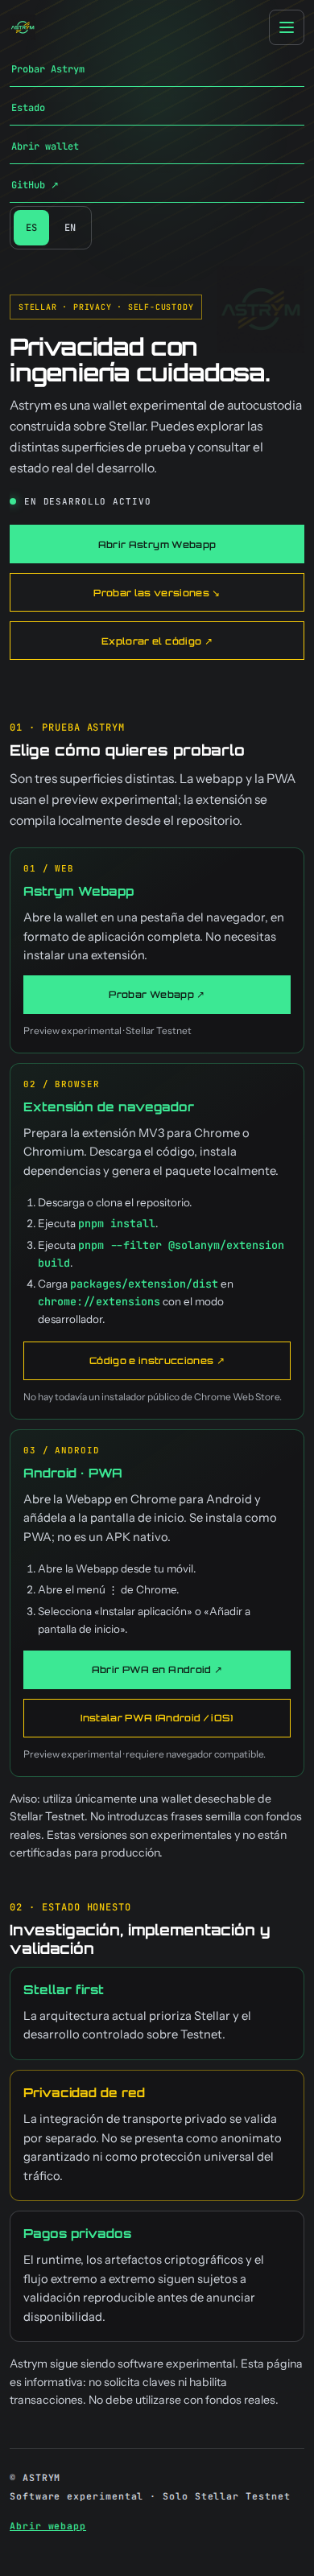 ASTRYM
Probar Astrym
Estado
Abrir wallet
GitHub ↗
ES EN
STELLAR · PRIVACY · SELF-CUSTODY
ASTRYM
Privacidad con
ingeniería cuidadosa.
Astrym es una wallet experimental de autocustodia
construida sobre Stellar. Puedes explorar las
distintas superficies de prueba y consultar el
estado real del desarrollo.
EN DESARROLLO ACTIVO
Abrir Astrym Webapp
Probar las versiones ↘
Explorar el código ↗
01 · PRUEBA ASTRYM
Elige cómo quieres probarlo
Son tres superficies distintas. La webapp y la PWA
usan el preview experimental; la extensión se
compila localmente desde el repositorio.
01 / WEB
Astrym Webapp
Abre la wallet en una pestaña del navegador, en
formato de aplicación completa. No necesitas
instalar una extensión.
Probar Webapp ↗
Preview experimental · Stellar Testnet
02 / BROWSER
Extensión de navegador
Prepara la extensión MV3 para Chrome o
Chromium. Descarga el código, instala
dependencias y genera el paquete localmente.
1. Descarga o clona el repositorio.
2. Ejecuta pnpm install.
3. Ejecuta pnpm --filter @solanym/extension
build.
4. Carga packages/extension/dist en
chrome://extensions con el modo
desarrollador.
Código e instrucciones ↗
No hay todavía un instalador público de Chrome Web Store.
03 / ANDROID
Android · PWA
Abre la Webapp en Chrome para Android y
añádela a la pantalla de inicio. Se instala como
PWA; no es un APK nativo.
1. Abre la Webapp desde tu móvil.
2. Abre el menú ⋮ de Chrome.
3. Selecciona «Instalar aplicación» o «Añadir a
pantalla de inicio».
Abrir PWA en Android ↗
Instalar PWA (Android / iOS)
Preview experimental · requiere navegador compatible.
Aviso: utiliza únicamente una wallet desechable de
Stellar Testnet. No introduzcas frases semilla con fondos
reales. Estas versiones son experimentales y no están
certificadas para producción.
02 · ESTADO HONESTO
Investigación, implementación y
validación
Stellar first
La arquitectura actual prioriza Stellar y el
desarrollo controlado sobre Testnet.
Privacidad de red
La integración de transporte privado se valida
por separado. No se presenta como anonimato
garantizado ni como protección universal del
tráfico.
Pagos privados
El runtime, los artefactos criptográficos y el
flujo extremo a extremo siguen sujetos a
validación reproducible antes de anunciar
disponibilidad.
Astrym sigue siendo software experimental. Esta página
es informativa: no solicita claves ni habilita
transacciones. No debe utilizarse con fondos reales.
© ASTRYM
Software experimental · Solo Stellar Testnet
Abrir webapp